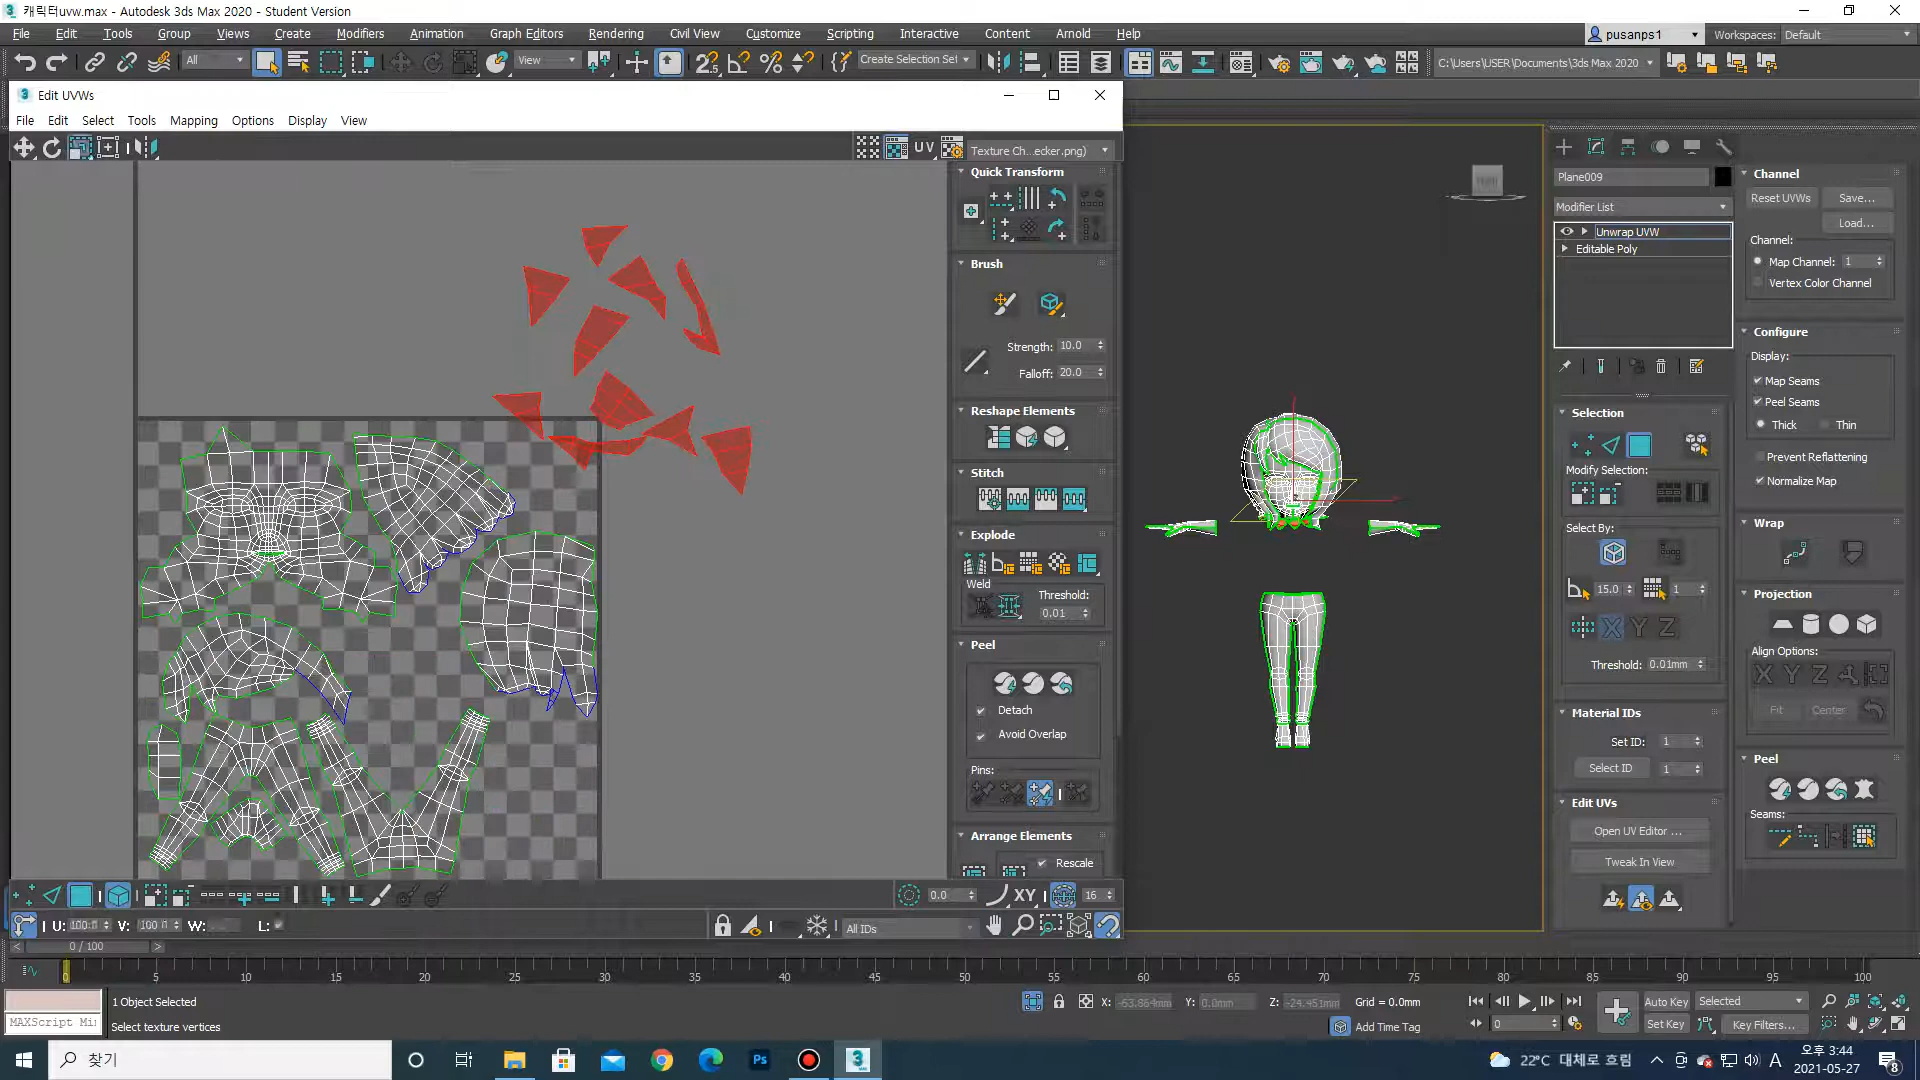 캐릭터uvw.max - Autodesk 3ds Max 2020 - Student Version
File Edit Tools Group Views Create Modifiers Animation Graph Editors Rendering Civil View Customize Scripting Interactive Content Arnold Help
pusanps1 Workspaces: Default
All View Create Selection Set C:\Users\USER\Documents\3ds Max 2020
Edit UVWs
File Edit Select Tools Mapping Options Display View
UV Texture Ch...ecker.png)
Quick Transform
Brush
Strength: 10.0
Falloff: 20.0
Reshape Elements
Stitch
Explode
Weld Threshold:
0.01
Peel
Detach
Avoid Overlap
Pins:
Arrange Elements
Rescale
0.0 XY 16
U: 100.0 V: 100.0 W: L:
All IDs
Plane009
Modifier List
Unwrap UVW
Editable Poly
Selection
Modify Selection:
Select By:
15.0 1
X Y Z
Threshold: 0.01mm
Material IDs
Set ID: 1
Select ID 1
Edit UVs
Open UV Editor ...
Tweak In View
Channel
Reset UVWs Save...
Load...
Channel:
Map Channel: 1
Vertex Color Channel
Configure
Display:
Map Seams
Peel Seams
Thick Thin
Prevent Reflattening
Normalize Map
Wrap
Projection
Align Options:
X Y Z
Fit Center
Peel
Seams:
< 0 / 100 >
0 5 10 15 20 25 30 35 40 45 50 55 60 65 70 75 80 85 90 95 100
1 Object Selected
X: -63.864mm Y: 0.0mm Z: -24.451mm Grid = 0.0mm
Auto Key Selected
MAXScript Mi
Select texture vertices
Add Time Tag
0
Set Key Key Filters...
찾기
Ps
22°C 대체로 흐림
A
오후 3:44
2021-05-27
8